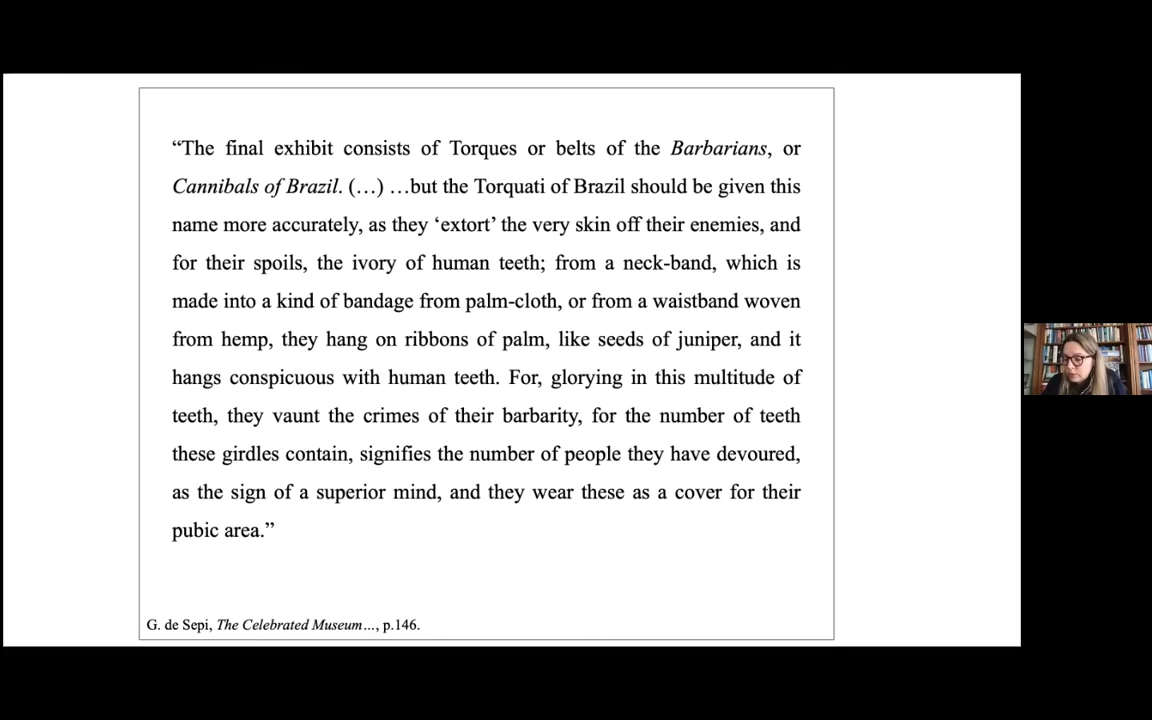 “The final exhibit consists of Torques or belts of the Barbarians, or
Cannibals of Brazil. (…) …but the Torquati of Brazil should be given this
name more accurately, as they ‘extort’ the very skin off their enemies, and
for their spoils, the ivory of human teeth; from a neck-band, which is
made into a kind of bandage from palm-cloth, or from a waistband woven
from hemp, they hang on ribbons of palm, like seeds of juniper, and it
hangs conspicuous with human teeth. For, glorying in this multitude of
teeth, they vaunt the crimes of their barbarity, for the number of teeth
these girdles contain, signifies the number of people they have devoured,
as the sign of a superior mind, and they wear these as a cover for their
pubic area.”
G. de Sepi, The Celebrated Museum…, p.146.